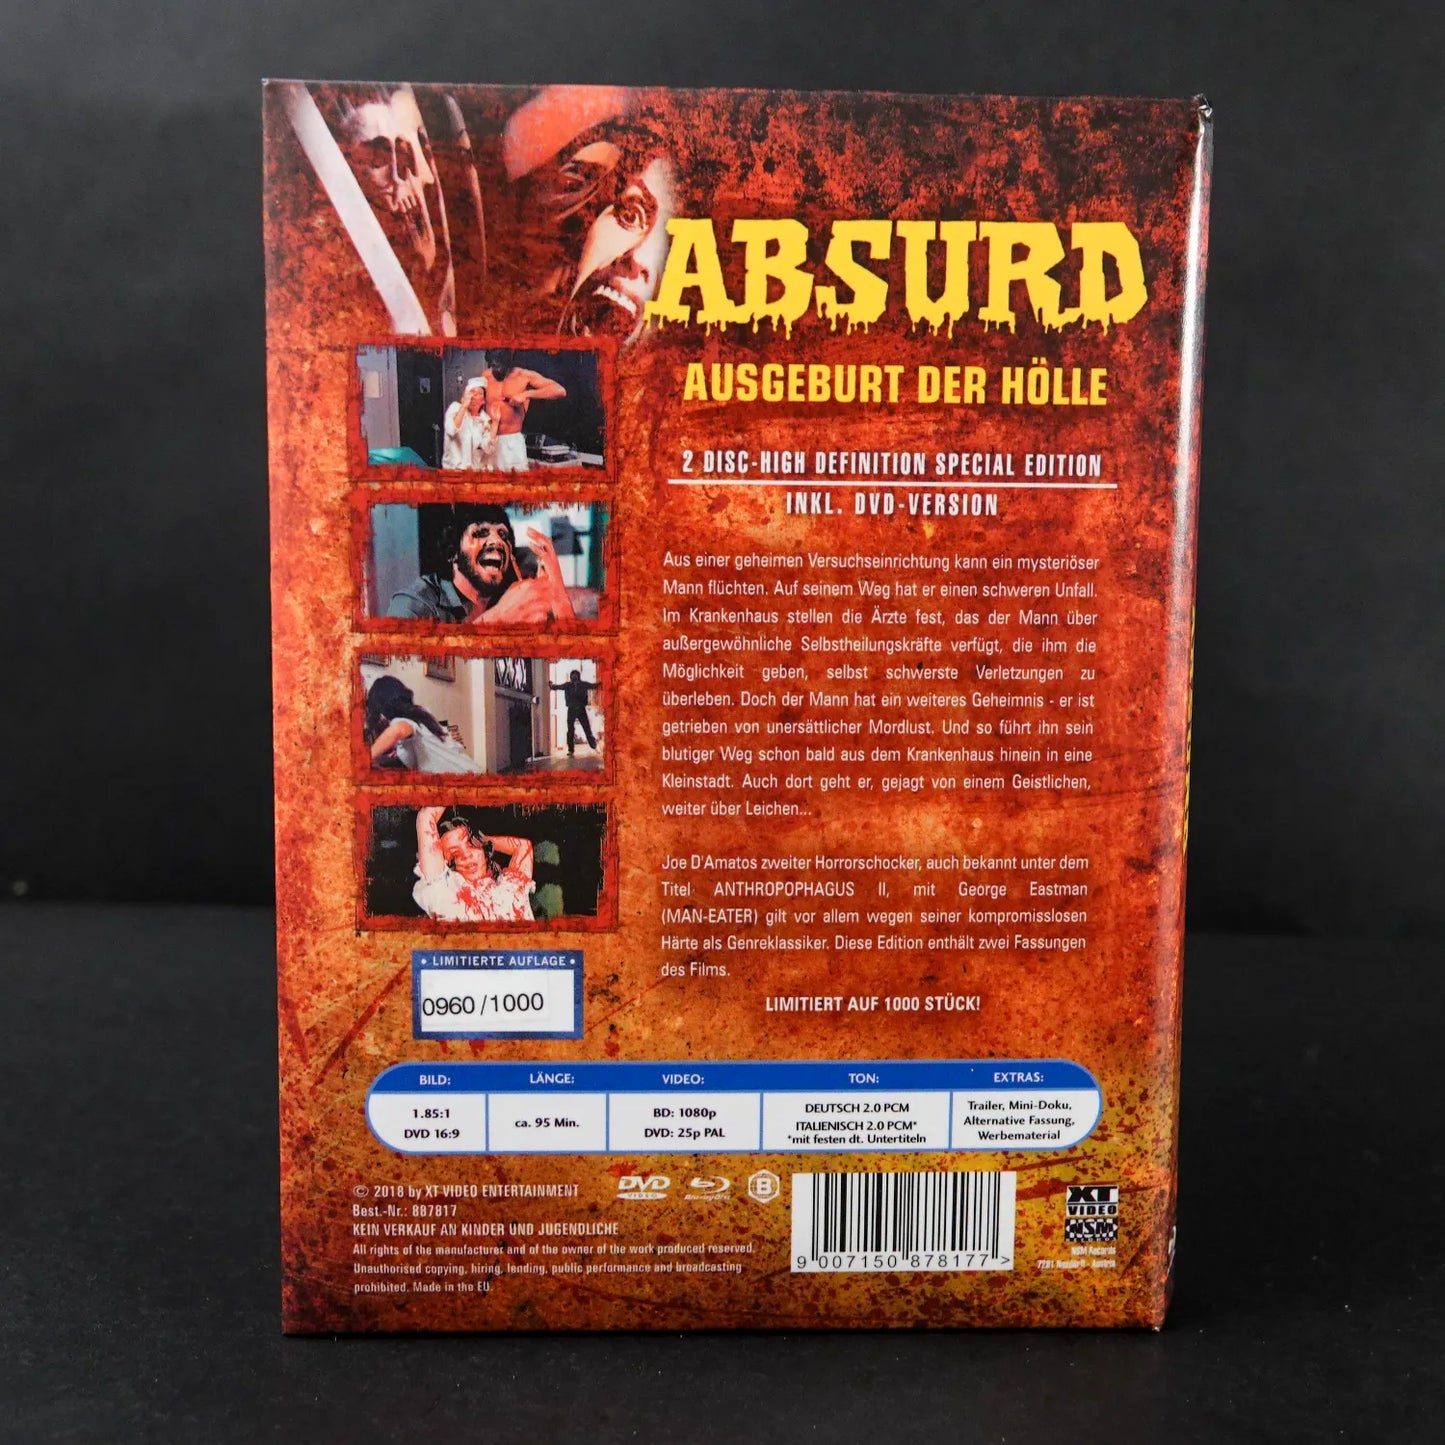 ABSURD
AUSGEBURT DER HÖLLE
2 DISC-HIGH DEFINITION SPECIAL EDITION
INKL. DVD-VERSION
Aus einer geheimen Versuchseinrichtung kann ein mysteriöser
Mann flüchten. Auf seinem Weg hat er einen schweren Unfall.
Im Krankenhaus stellen die Ärzte fest, das der Mann über
außergewöhnliche Selbstheilungskräfte verfügt, die ihm die
Möglichkeit geben, selbst schwerste Verletzungen zu
überleben. Doch der Mann hat ein weiteres Geheimnis - er ist
getrieben von unersättlicher Mordlust. Und so führt ihn sein
blutiger Weg schon bald aus dem Krankenhaus hinein in eine
Kleinstadt. Auch dort geht er, gejagt von einem Geistlichen,
weiter über Leichen...
Joe D'Amatos zweiter Horrorschocker, auch bekannt unter dem
Titel ANTHROPOPHAGUS II, mit George Eastman
(MAN-EATER) gilt vor allem wegen seiner kompromisslosen
Härte als Genreklassiker. Diese Edition enthält zwei Fassungen
des Films.
LIMITIERT AUF 1000 STÜCK!
• LIMITIERTE AUFLAGE •
0960 /1000
BILD: LÄNGE: VIDEO: TON: EXTRAS:
1.85:1
DVD 16:9
ca. 95 Min.
BD: 1080p
DVD: 25p PAL
DEUTSCH 2.0 PCM
ITALIENISCH 2.0 PCM*
*mit festen dt. Untertiteln
Trailer, Mini-Doku,
Alternative Fassung,
Werbematerial
© 2018 by XT VIDEO ENTERTAINMENT
Best.-Nr.: 887817
KEIN VERKAUF AN KINDER UND JUGENDLICHE
All rights of the manufacturer and of the owner of the work produced reserved.
Unauthorised copying, hiring, lending, public performance and broadcasting
prohibited. Made in the EU.
DVD
VIDEO
Blu-ray Disc
B
9 007150 878177 >
XT
VIDEO
NSM
RECORDS
NSM Records
7201 Neudörfl - Austria